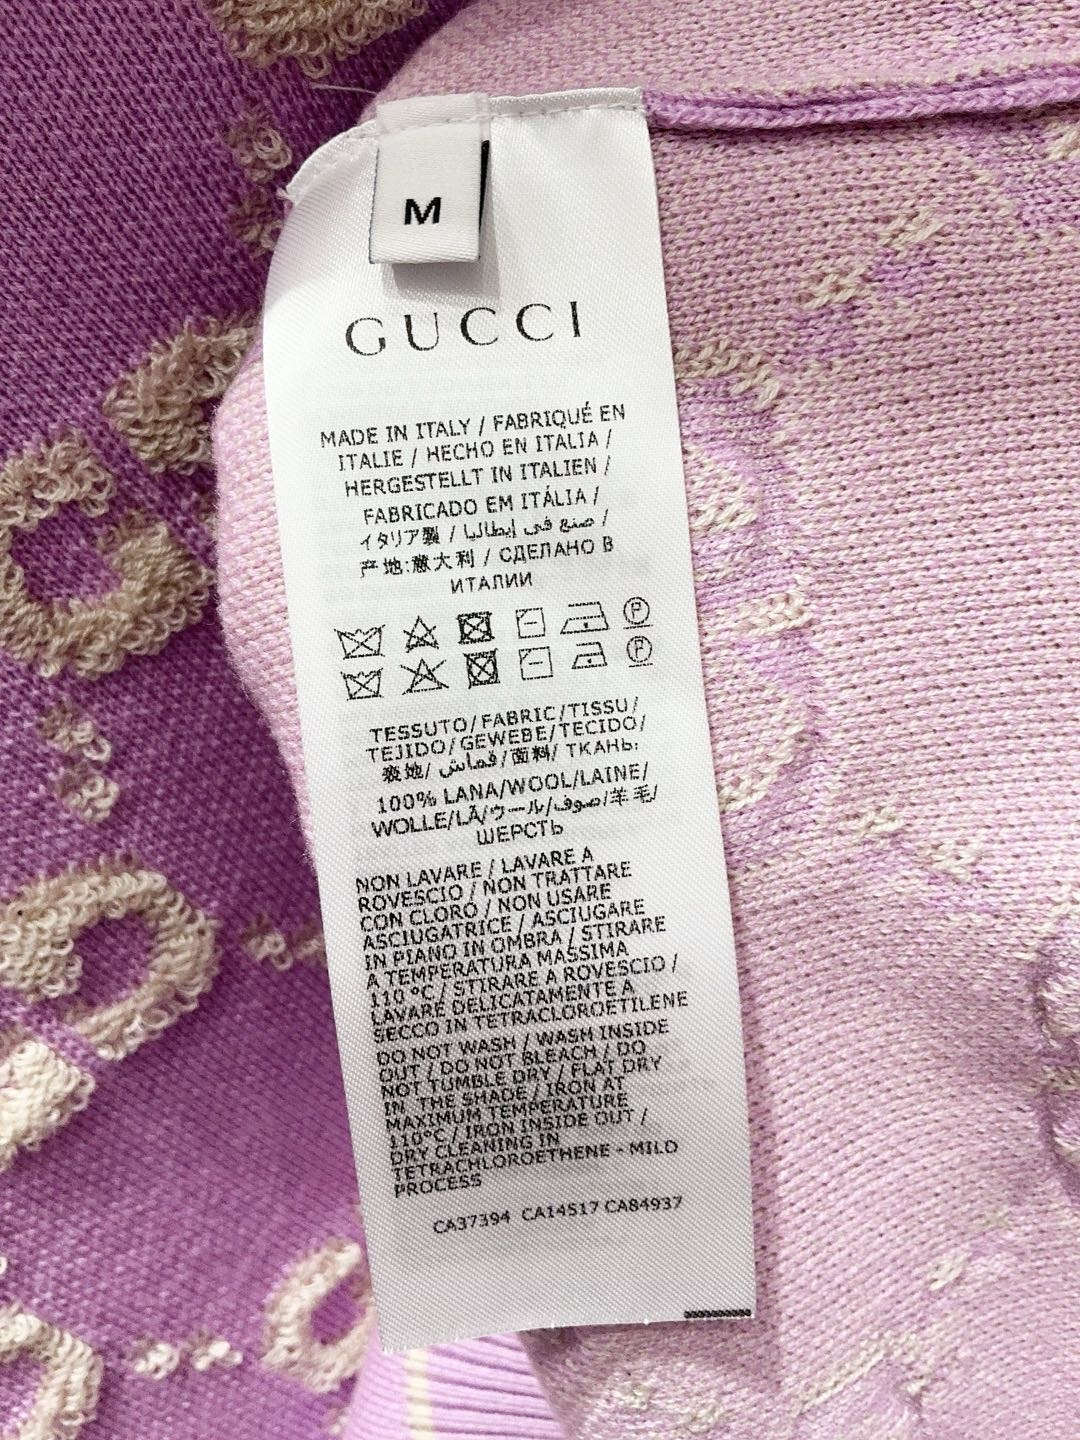 M
GUCCI
MADE IN ITALY / FABRIQUÉ EN
ITALIE / HECHO EN ITALIA /
HERGESTELLT IN ITALIEN /
FABRICADO EM ITÁLIA /
イタリア製 / صنع في إيطاليا /
产地:意大利 / СДЕЛАНО В
ИТАЛИИ
TESSUTO/FABRIC/TISSU/
TEJIDO/GEWEBE/TECIDO/
表地/ قماش/面料/ ТКАНЬ:
100% LANA/WOOL/LAINE/
WOLLE/LÃ/ウール/صوف/羊毛/
ШЕРСТЬ
NON LAVARE / LAVARE A
ROVESCIO / NON TRATTARE
CON CLORO / NON USARE
ASCIUGATRICE / ASCIUGARE
IN PIANO IN OMBRA / STIRARE
A TEMPERATURA MASSIMA
110 °C / STIRARE A ROVESCIO /
LAVARE DELICATAMENTE A
SECCO IN TETRACLOROETILENE
DO NOT WASH / WASH INSIDE
OUT / DO NOT BLEACH / DO
NOT TUMBLE DRY / FLAT DRY
IN THE SHADE / IRON AT
MAXIMUM TEMPERATURE
110°C / IRON INSIDE OUT /
DRY CLEANING IN
TETRACHLOROETHENE - MILD
PROCESS
CA37394 CA14517 CA84937